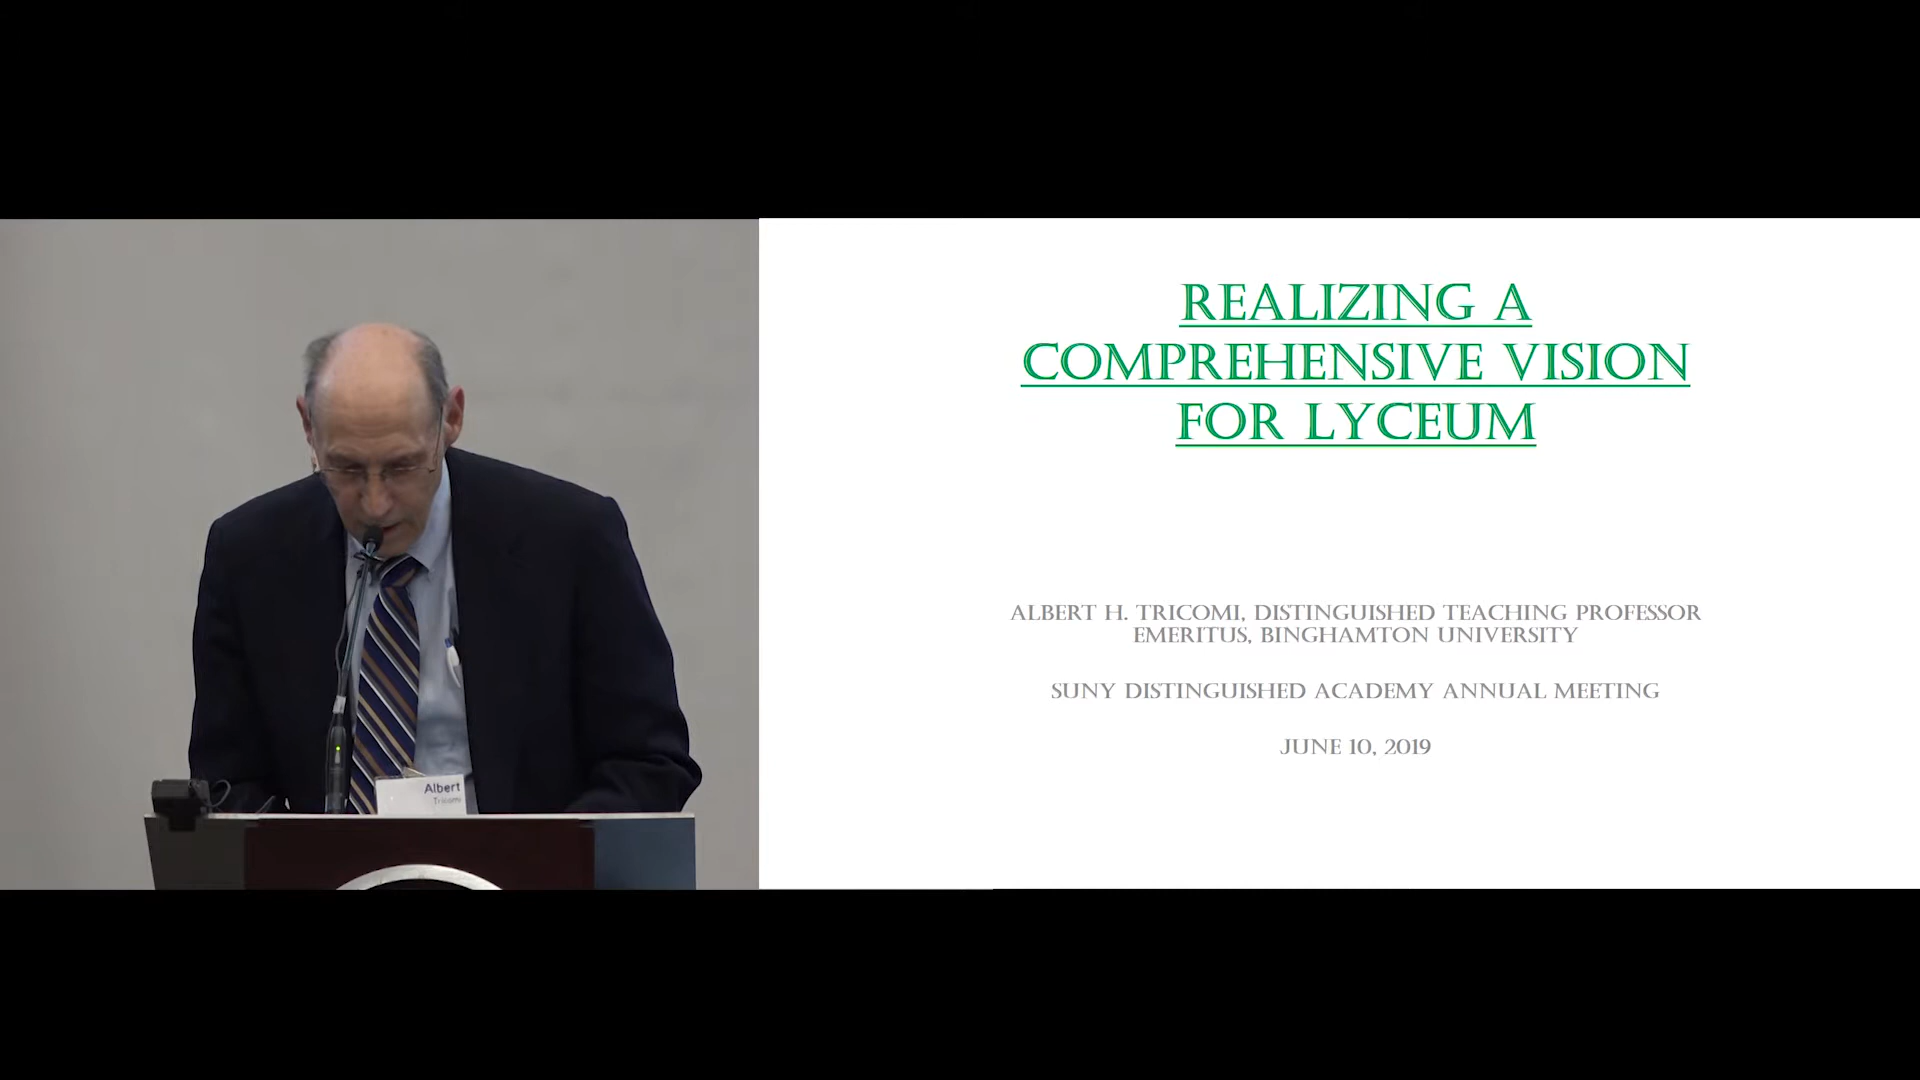 REALIZING A
COMPREHENSIVE VISION
FOR LYCEUM
ALBERT H. TRICOMI, DISTINGUISHED TEACHING PROFESSOR
EMERITUS, BINGHAMTON UNIVERSITY
SUNY DISTINGUISHED ACADEMY ANNUAL MEETING
JUNE 10, 2019
Albert
Tricomi